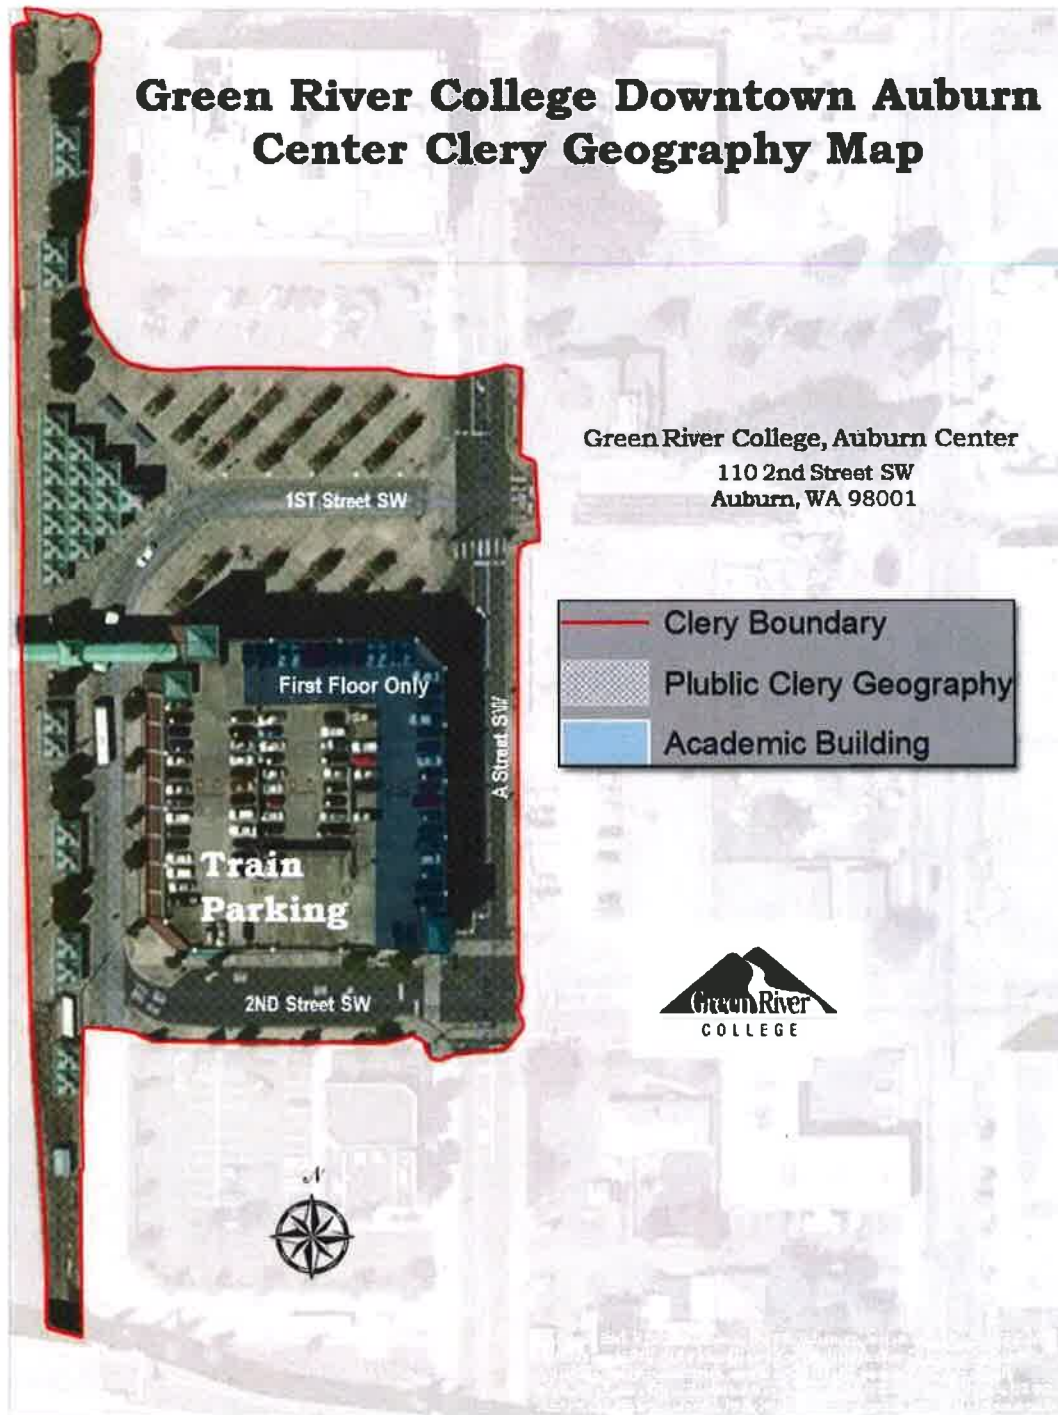 Green River College Downtown Auburn
Center Clery Geography Map
Green River College, Auburn Center
110 2nd Street SW
Auburn, WA 98001
1ST Street SW
Clery Boundary
Plublic Clery Geography
Academic Building
First Floor Only
A Street SW
Train
Parking
2ND Street SW
Green River
COLLEGE
N